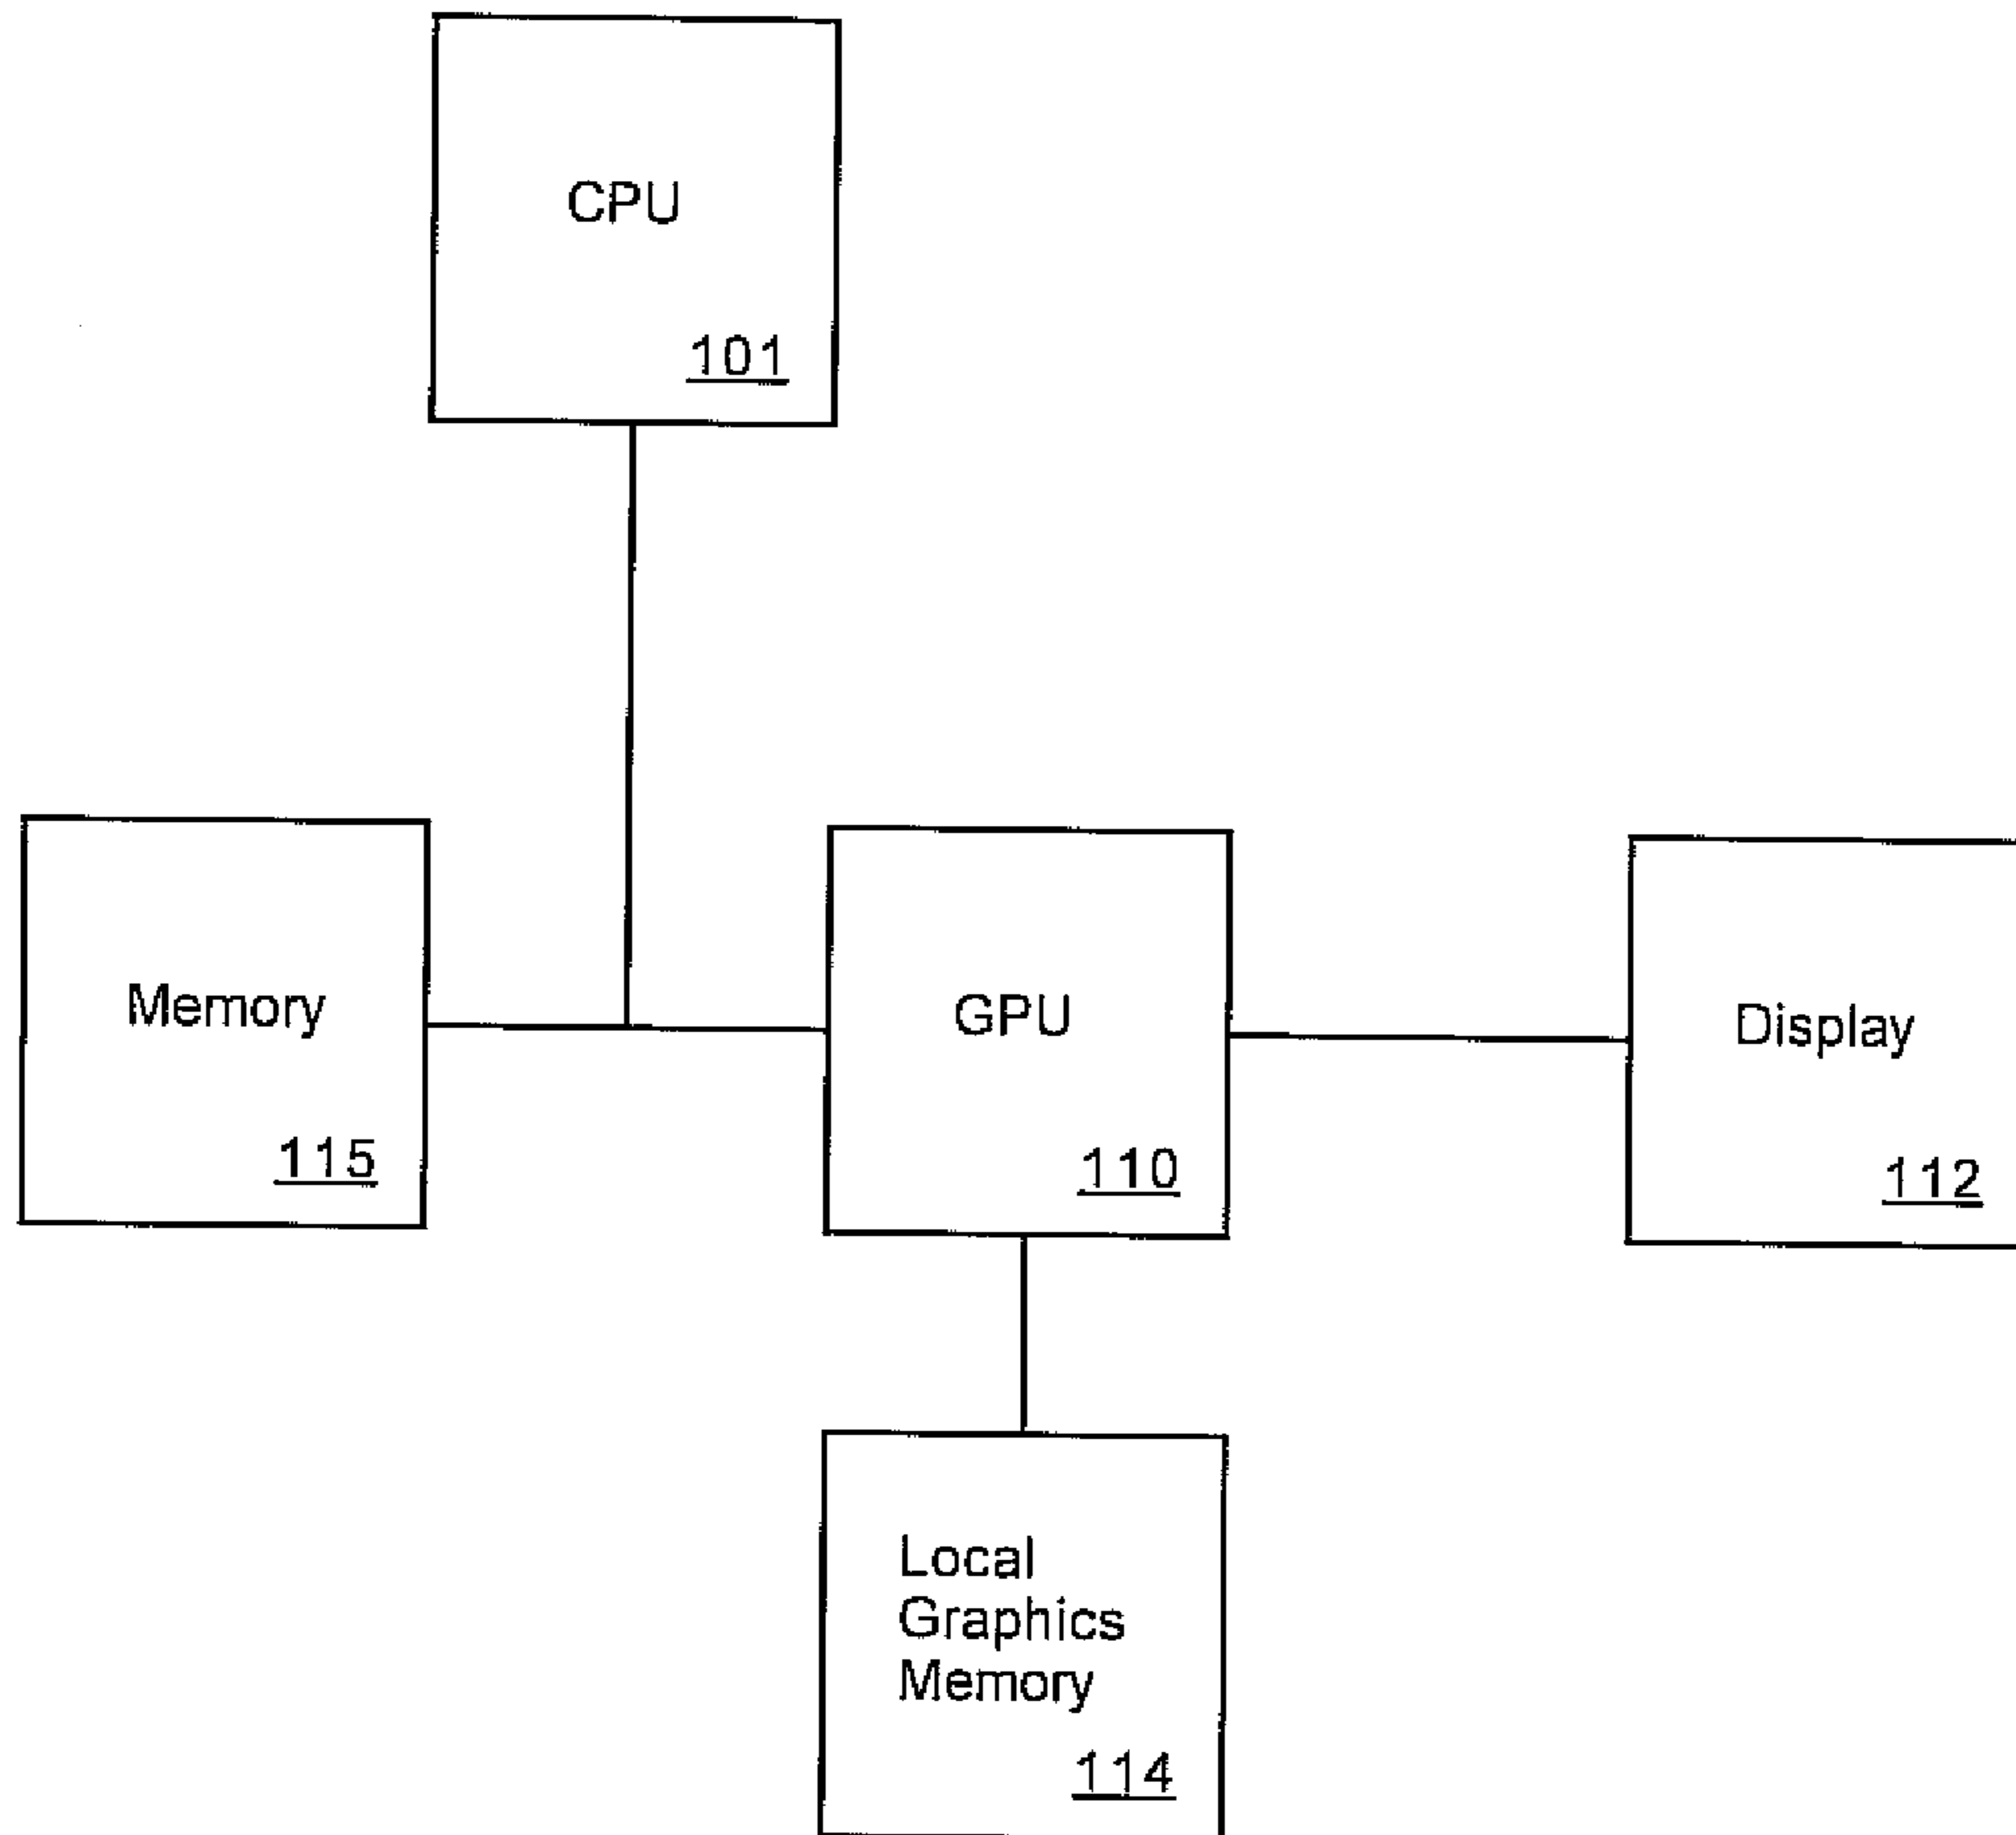 CPU
101
Memory
115
GPU
110
Display
112
Local
Graphics
Memory
114